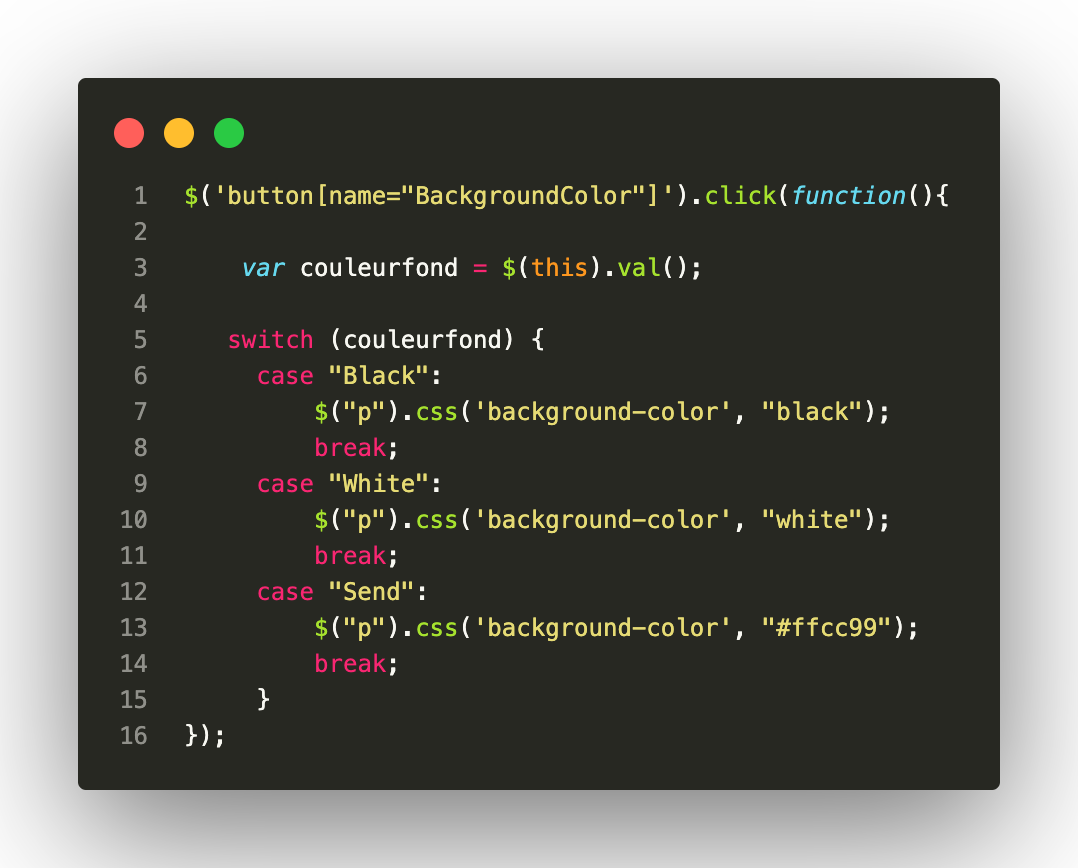 1 $('button[name="BackgroundColor"]').click(function(){
2
3 var couleurfond = $(this).val();
4
5 switch (couleurfond) {
6 case "Black":
7 $("p").css('background-color', "black");
8 break;
9 case "White":
10 $("p").css('background-color', "white");
11 break;
12 case "Send":
13 $("p").css('background-color', "#ffcc99");
14 break;
15 }
16 });